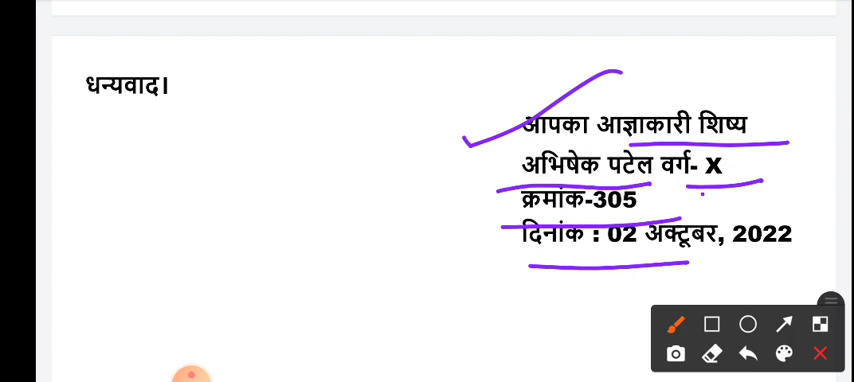 धन्यवाद।
आपका आज्ञाकारी शिष्य
अभिषेक पटेल वर्ग- X
क्रमांक-305
दिनांक : 02 अक्टूबर, 2022